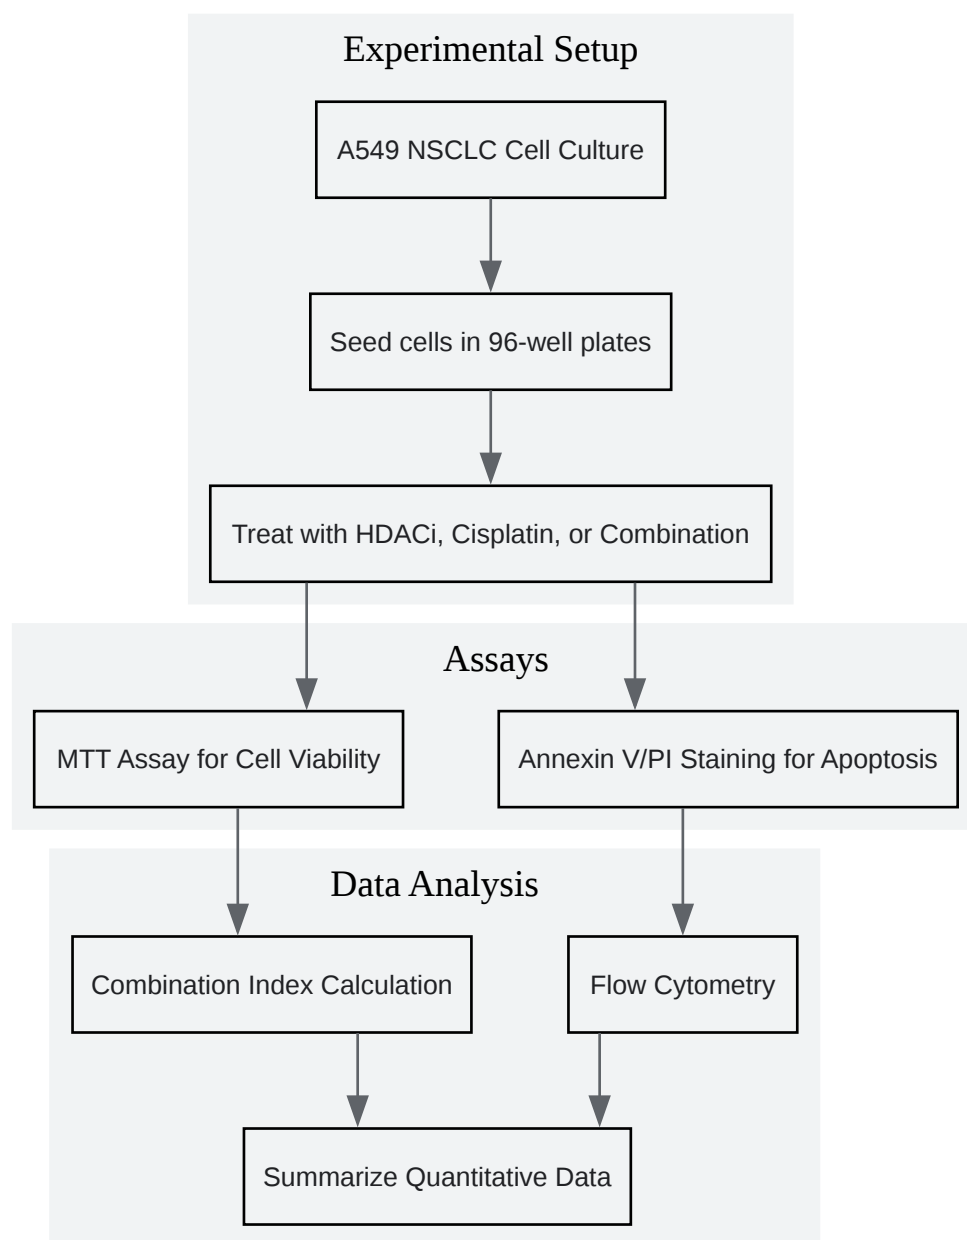 Experimental Setup
A549 NSCLC Cell Culture
Seed cells in 96-well plates
Treat with HDACi, Cisplatin, or Combination
Assays
MTT Assay for Cell Viability
Annexin V/PI Staining for Apoptosis
Data Analysis
Combination Index Calculation
Flow Cytometry
Summarize Quantitative Data